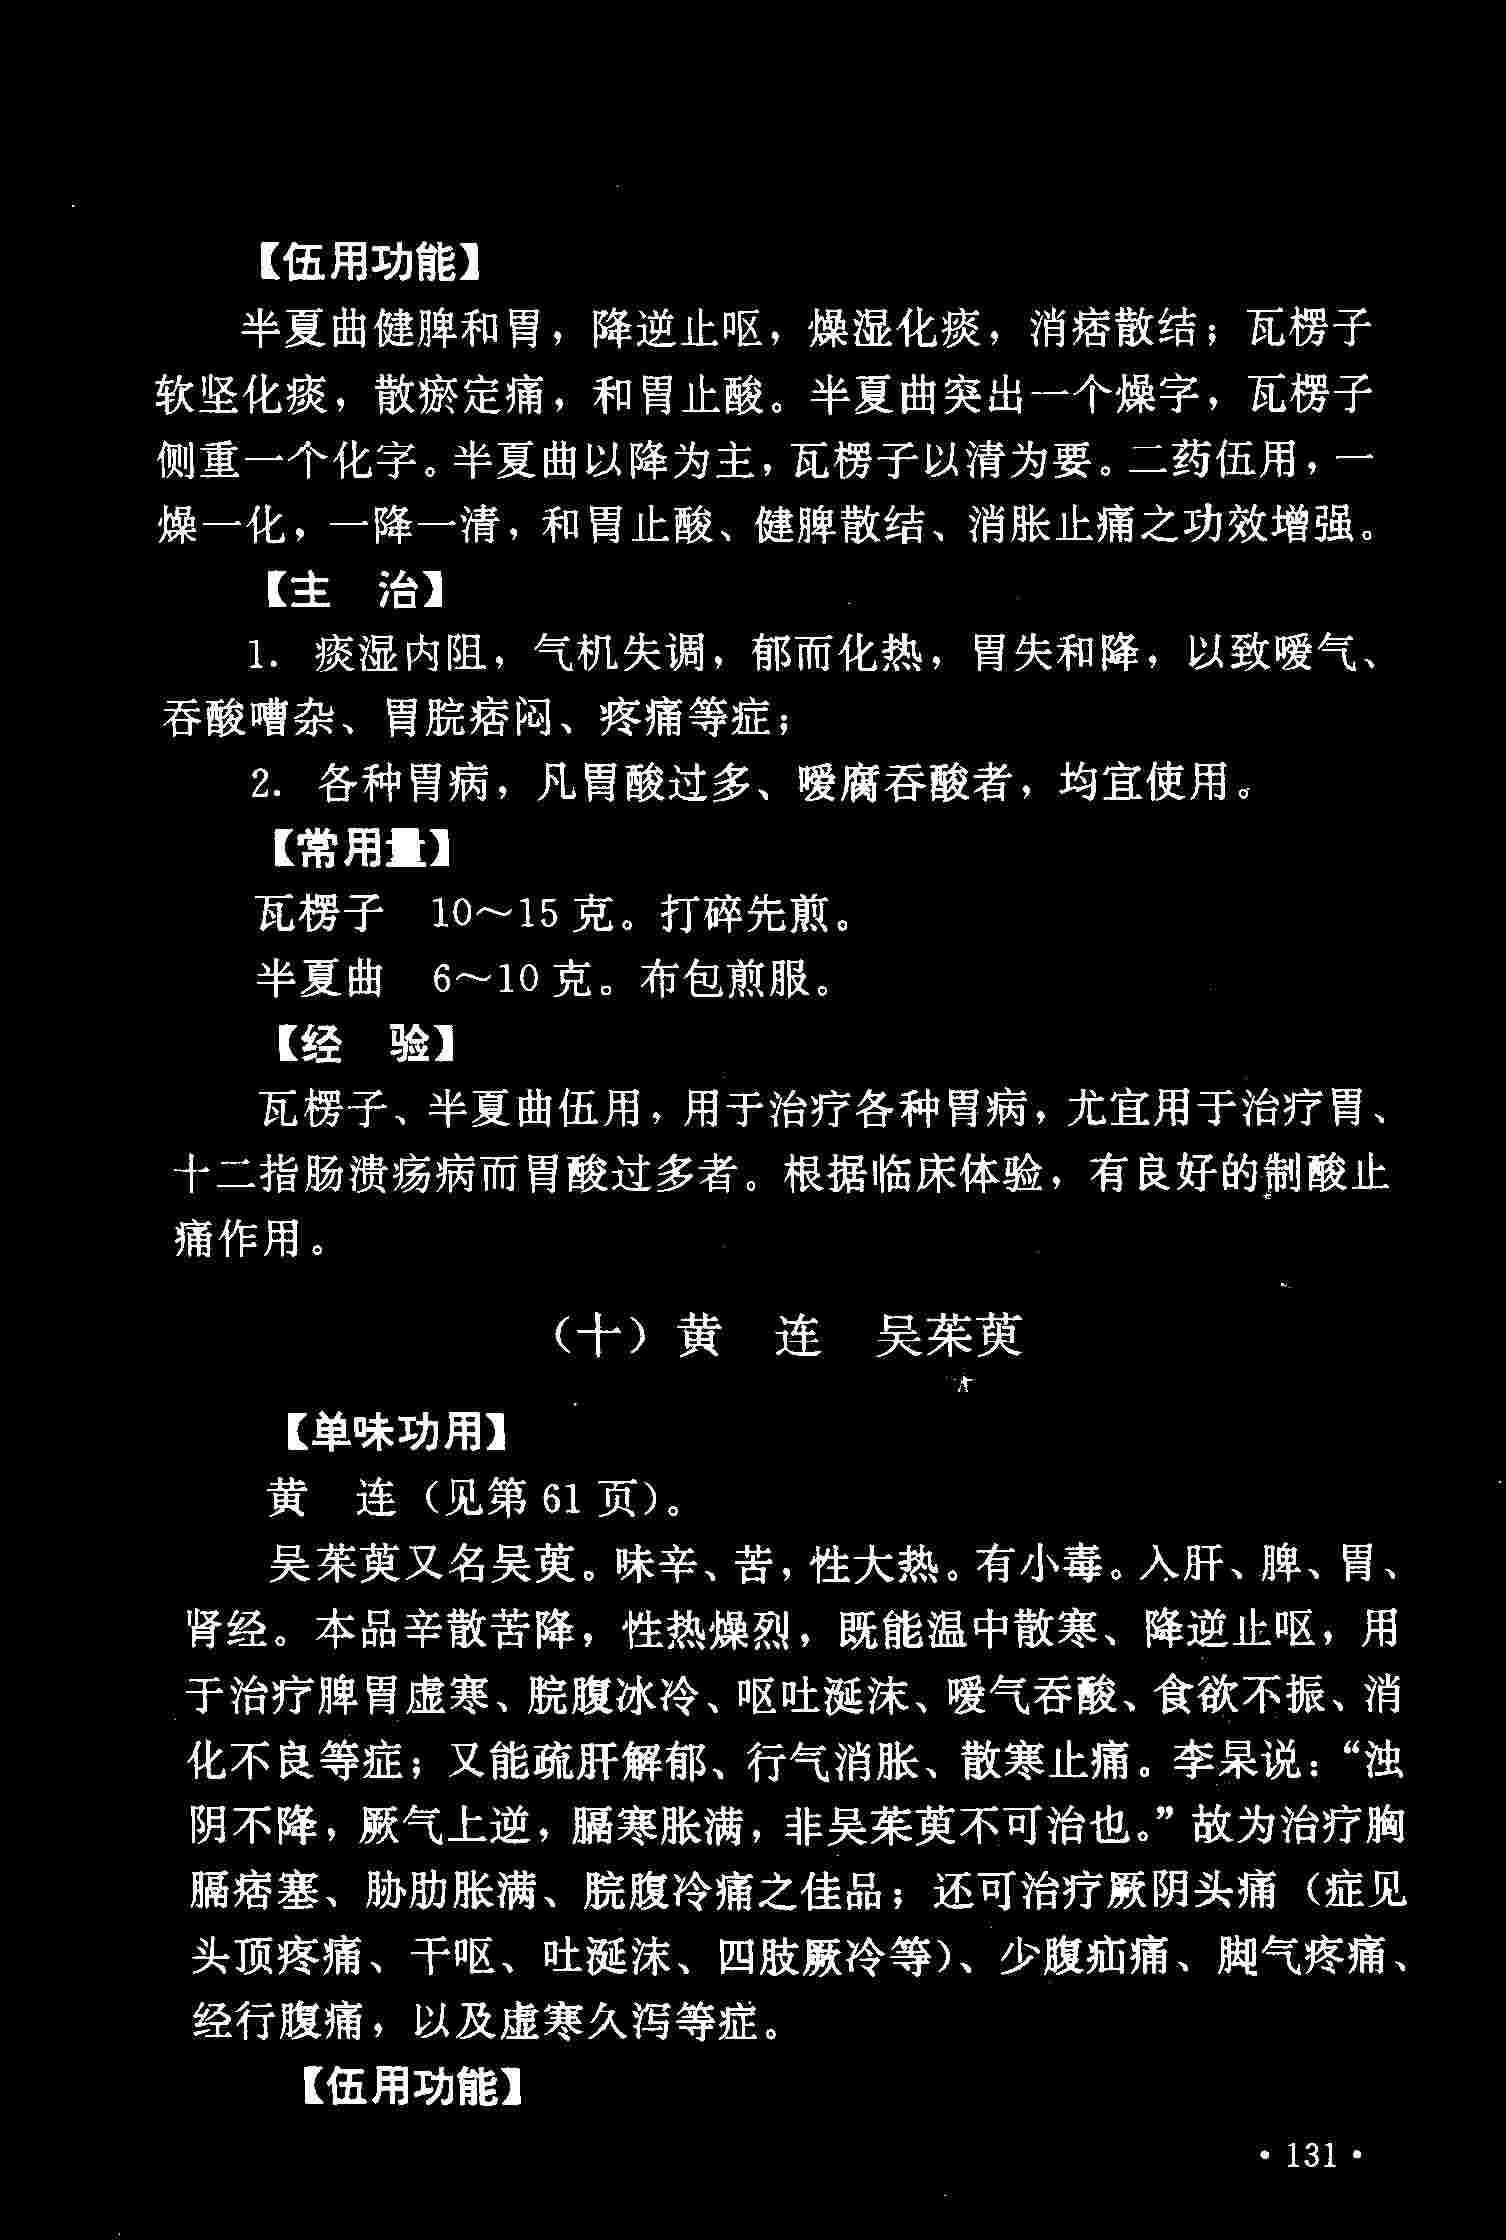 【伍用功能】
半夏曲健脾和胃，降逆止呕，燥湿化痰，消痞散结；瓦楞子
软坚化痰，散瘀定痛，和胃止酸。半夏曲突出一个燥字，瓦楞子
侧重一个化字。半夏曲以降为主，瓦楞子以清为要。二药伍用，一
燥一化，一降一清，和胃止酸、健脾散结、消胀止痛之功效增强。
【主　治】
1. 痰湿内阻，气机失调，郁而化热，胃失和降，以致嗳气、
吞酸嘈杂、胃脘痞闷、疼痛等症；
2. 各种胃病，凡胃酸过多、嗳腐吞酸者，均宜使用。
【常用量】
瓦楞子　10～15 克。打碎先煎。
半夏曲　6～10 克。布包煎服。
【经　验】
瓦楞子、半夏曲伍用，用于治疗各种胃病，尤宜用于治疗胃、
十二指肠溃疡病而胃酸过多者。根据临床体验，有良好的制酸止
痛作用。
（十）黄　连　吴茱萸
【单味功用】
黄　连（见第 61 页）。
吴茱萸又名吴萸。味辛、苦，性大热。有小毒。入肝、脾、胃、
肾经。本品辛散苦降，性热燥烈，既能温中散寒、降逆止呕，用
于治疗脾胃虚寒、脘腹冰冷、呕吐涎沫、嗳气吞酸、食欲不振、消
化不良等症；又能疏肝解郁、行气消胀、散寒止痛。李杲说：“浊
阴不降，厥气上逆，膈寒胀满，非吴茱萸不可治也。”故为治疗胸
膈痞塞、胁肋胀满、脘腹冷痛之佳品；还可治疗厥阴头痛（症见
头顶疼痛、干呕、吐涎沫、四肢厥冷等）、少腹疝痛、脚气疼痛、
经行腹痛，以及虚寒久泻等症。
【伍用功能】
· 131 ·